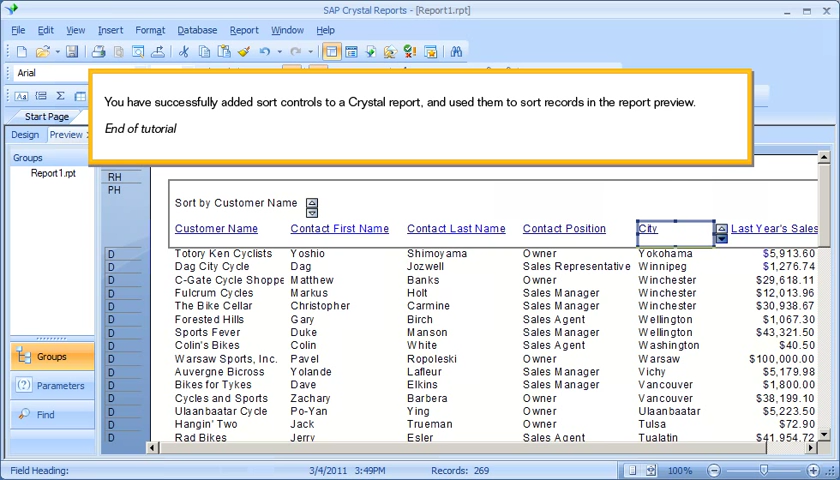 SAP Crystal Reports - [Report1.rpt]
File Edit View Insert Format Database Report Window Help
Arial
Aa
Start Page
Design Preview
You have successfully added sort controls to a Crystal report, and used them to sort records in the report preview.
End of tutorial
Groups
Report1.rpt
RH
PH
Sort by Customer Name
Customer Name Contact First Name Contact Last Name Contact Position City Last Year's Sales
D Totory Ken Cyclists Yoshio Shimoyama Owner Yokohama $5,913.60
D Dag City Cycle Dag Jozwell Sales Representative Winnipeg $1,276.74
D C-Gate Cycle Shoppe Matthew Banks Owner Winchester $29,618.11
D Fulcrum Cycles Markus Holt Sales Manager Winchester $12,013.96
D The Bike Cellar Christopher Carmine Sales Manager Winchester $30,938.67
D Forested Hills Gary Birch Sales Agent Wellington $1,067.30
D Sports Fever Duke Manson Sales Manager Wellington $43,321.50
D Colin's Bikes Colin White Sales Agent Washington $40.50
D Warsaw Sports, Inc. Pavel Ropoleski Owner Warsaw $100,000.00
D Auvergne Bicross Yolande Lafleur Sales Manager Vichy $5,179.98
D Bikes for Tykes Dave Elkins Sales Manager Vancouver $1,800.00
D Cycles and Sports Zachary Barbera Owner Vancouver $38,199.10
D Ulaanbaatar Cycle Po-Yan Ying Owner Ulaanbaatar $5,223.50
D Hangin' Two Jack Trueman Owner Tulsa $72.90
D Rad Bikes Jerry Esler Sales Agent Tualatin $41,954.72
Groups
Parameters
Find
Field Heading: 3/4/2011 3:49PM Records: 269 100%